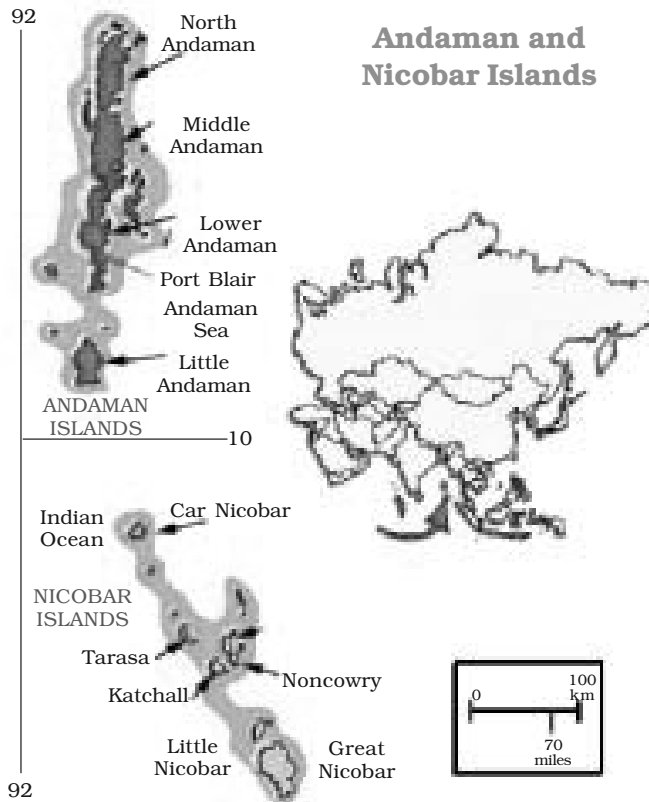 92
North
Andaman
Andaman and
Nicobar Islands
Middle
Andaman
Lower
Andaman
Port Blair
Andaman
Sea
Little
Andaman
ANDAMAN
ISLANDS
10
Indian
Ocean
Car Nicobar
NICOBAR
ISLANDS
Tarasa
Katchall
Noncowry
Little
Nicobar
Great
Nicobar
0
100
km
70
miles
92